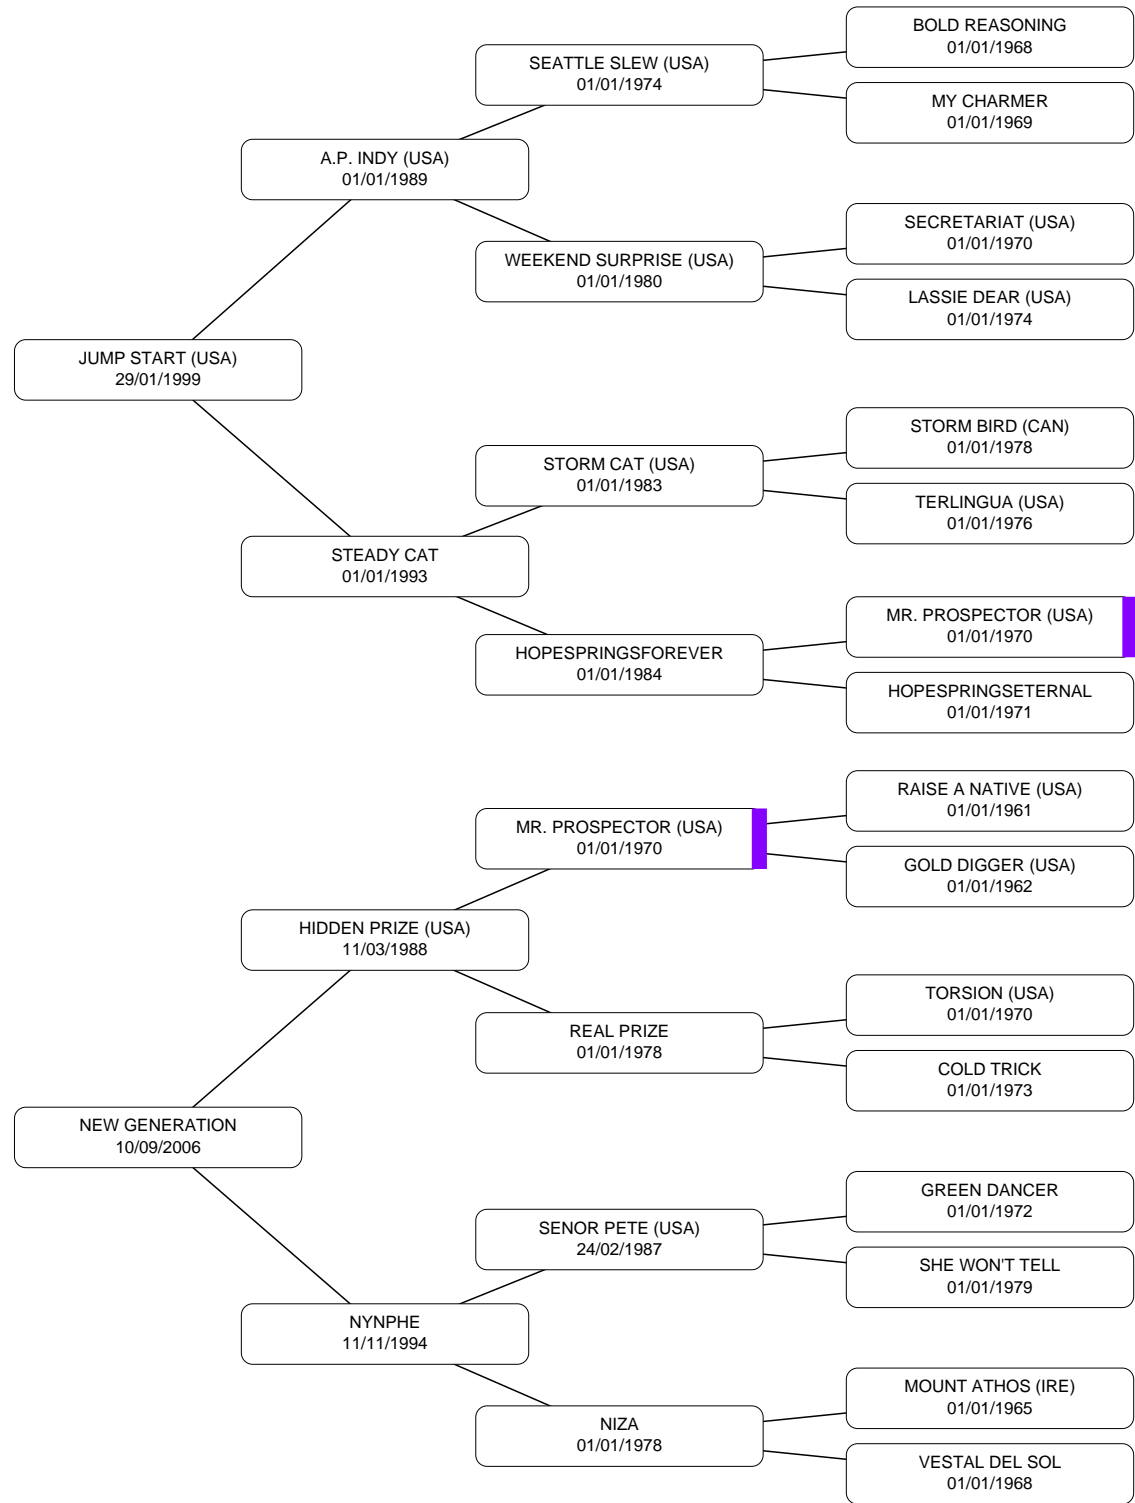 BOLD REASONING
01/01/1968
SEATTLE SLEW (USA)
01/01/1974
MY CHARMER
01/01/1969
A.P. INDY (USA)
01/01/1989
SECRETARIAT (USA)
01/01/1970
WEEKEND SURPRISE (USA)
01/01/1980
LASSIE DEAR (USA)
01/01/1974
JUMP START (USA)
29/01/1999
STORM BIRD (CAN)
01/01/1978
STORM CAT (USA)
01/01/1983
TERLINGUA (USA)
01/01/1976
STEADY CAT
01/01/1993
MR. PROSPECTOR (USA)
01/01/1970
HOPESPRINGSFOREVER
01/01/1984
HOPESPRINGSETERNAL
01/01/1971
RAISE A NATIVE (USA)
01/01/1961
MR. PROSPECTOR (USA)
01/01/1970
GOLD DIGGER (USA)
01/01/1962
HIDDEN PRIZE (USA)
11/03/1988
TORSION (USA)
01/01/1970
REAL PRIZE
01/01/1978
COLD TRICK
01/01/1973
NEW GENERATION
10/09/2006
GREEN DANCER
01/01/1972
SENOR PETE (USA)
24/02/1987
SHE WON'T TELL
01/01/1979
NYNPHE
11/11/1994
MOUNT ATHOS (IRE)
01/01/1965
NIZA
01/01/1978
VESTAL DEL SOL
01/01/1968